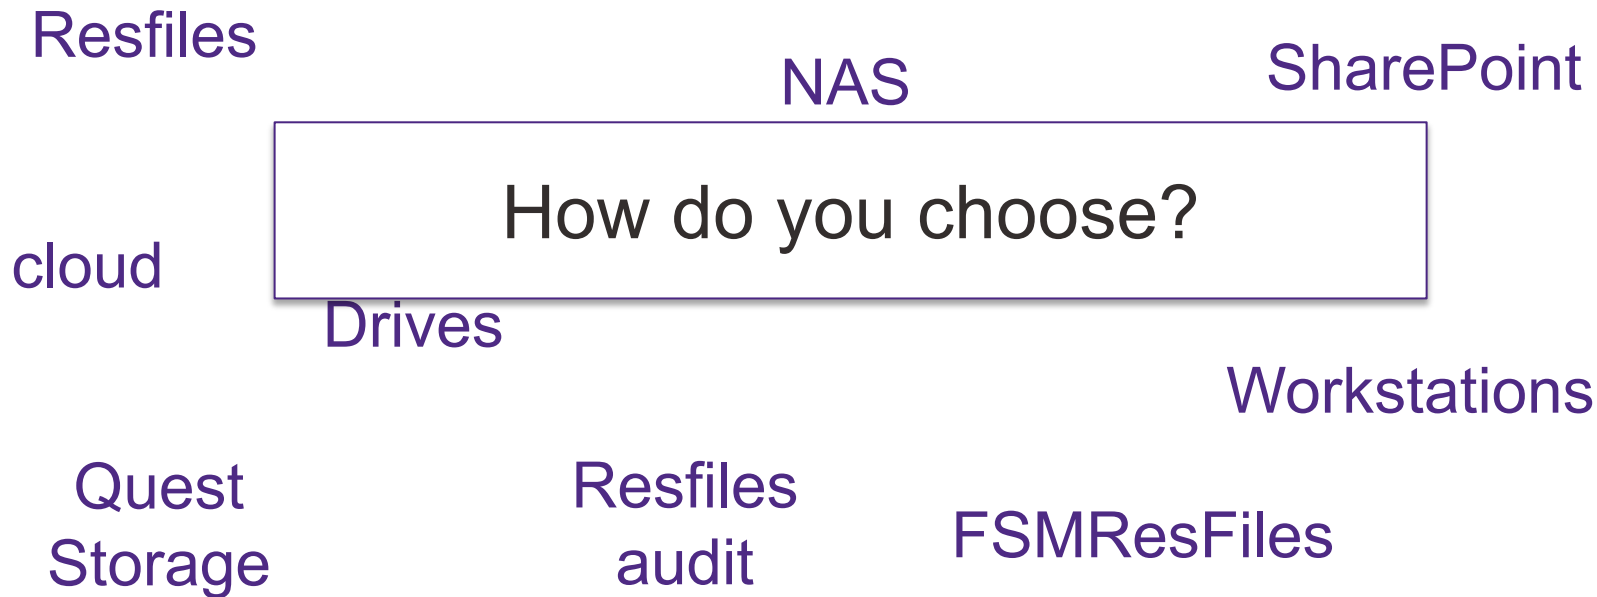 Resfiles
NAS
SharePoint
How do you choose?
cloud
Drives
Workstations
Quest
Storage
Resfiles
audit
FSMResFiles